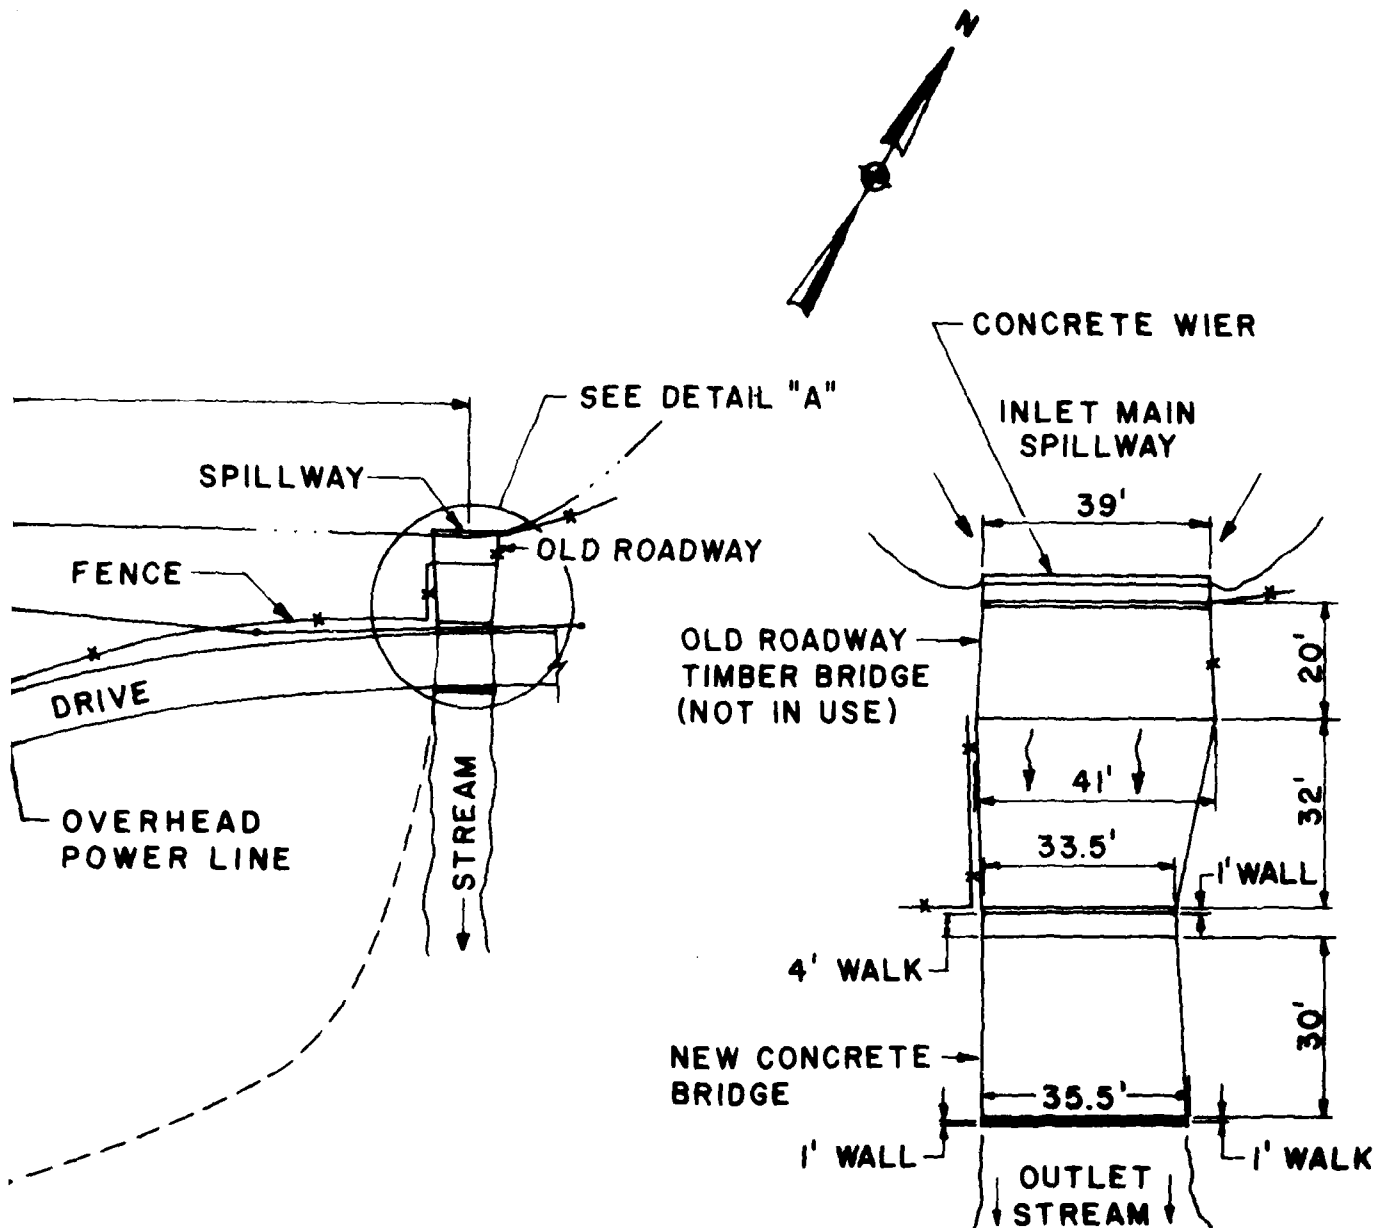 N
CONCRETE WIER
SEE DETAIL "A"
INLET MAIN
SPILLWAY
SPILLWAY
39'
OLD ROADWAY
FENCE
OLD ROADWAY
TIMBER BRIDGE
(NOT IN USE)
20'
DRIVE
41'
32'
OVERHEAD
POWER LINE
STREAM
33.5'
1' WALL
4' WALK
30'
NEW CONCRETE
BRIDGE
35.5'
1' WALL
1' WALK
OUTLET
STREAM